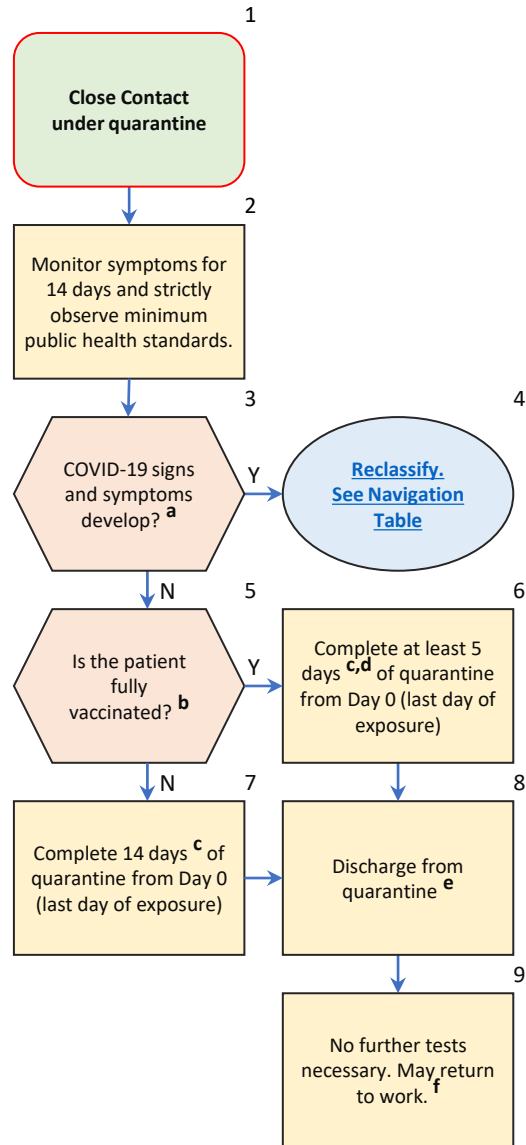 1
Close Contact
under quarantine
2
Monitor symptoms for
14 days and strictly
observe minimum
public health standards.
3
COVID-19 signs
and symptoms
develop? a
Y
4
Reclassify.
See Navigation
Table
N
5
Is the patient
fully
vaccinated? b
Y
6
Complete at least 5
days c,d of quarantine
from Day 0 (last day of
exposure)
N
7
Complete 14 days c of
quarantine from Day 0
(last day of exposure)
8
Discharge from
quarantine e
9
No further tests
necessary. May return
to work. f